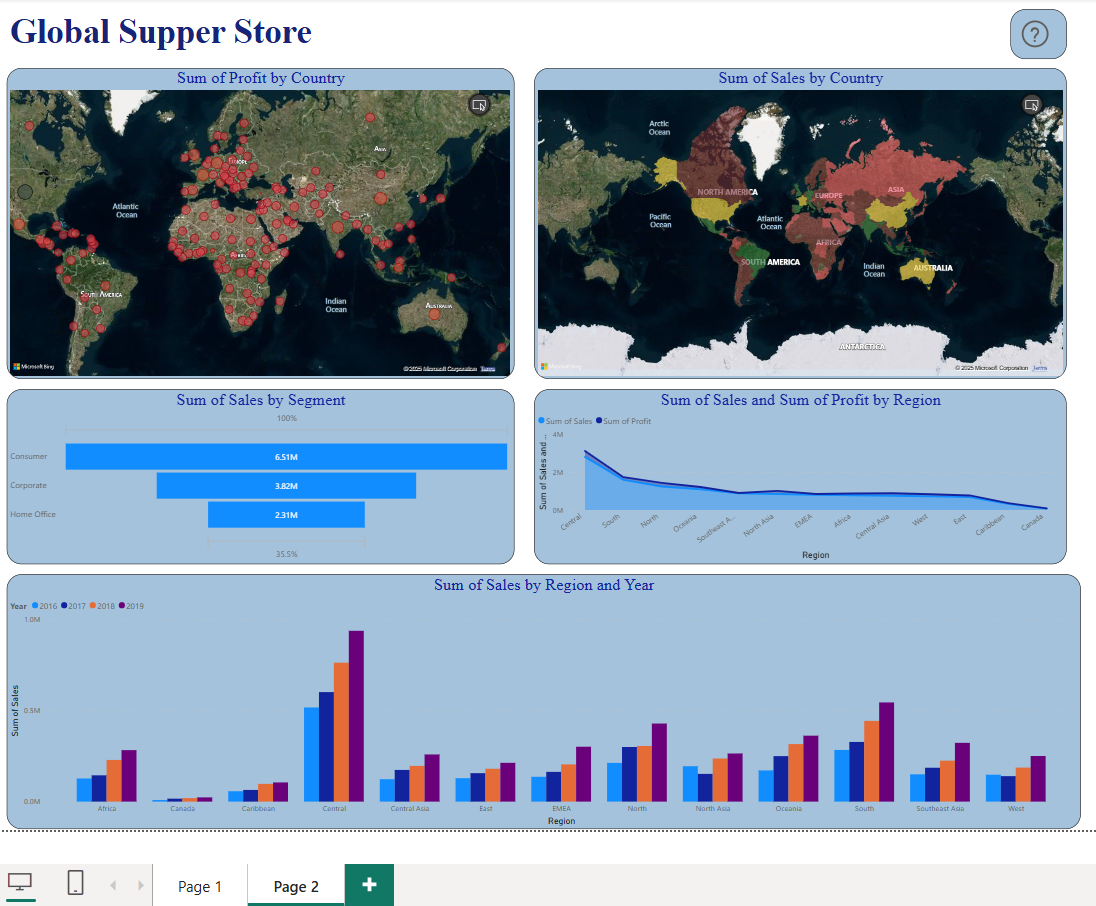 Global Supper Store
?
Sum of Profit by Country
ASIA
EUROPE
Atlantic
Ocean
AFRICA
SOUTH AMERICA
Indian
Ocean
AUSTRALIA
Microsoft Bing
©2025 Microsoft Corporation Terms
Sum of Sales by Country
Arctic
Ocean
NORTH AMERICA
EUROPE
ASIA
Pacific
Ocean
Atlantic
Ocean
AFRICA
SOUTH AMERICA
Indian
Ocean
AUSTRALIA
ANTARCTICA
© 2025 Microsoft Corporation Terms
Sum of Sales by Segment
100%
Consumer 6.51M
Corporate 3.82M
Home Office 2.31M
35.5%
Sum of Sales and Sum of Profit by Region
Sum of Sales Sum of Profit
Sum of Sales and ...
4M
2M
0M
Central South North Oceania Southeast A... North Asia EMEA Africa Central Asia West East Caribbean Canada
Region
Sum of Sales by Region and Year
Year 2016 2017 2018 2019
Sum of Sales
1.0M
0.5M
0.0M
Africa Canada Caribbean Central Central Asia East EMEA North North Asia Oceania South Southeast Asia West
Region
Page 1 Page 2 +